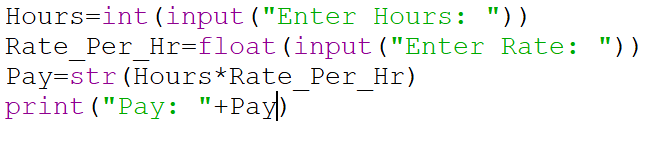 Hours=int(input("Enter Hours: "))
Rate_Per_Hr=float(input("Enter Rate: "))
Pay=str(Hours*Rate_Per_Hr)
print("Pay: "+Pay)